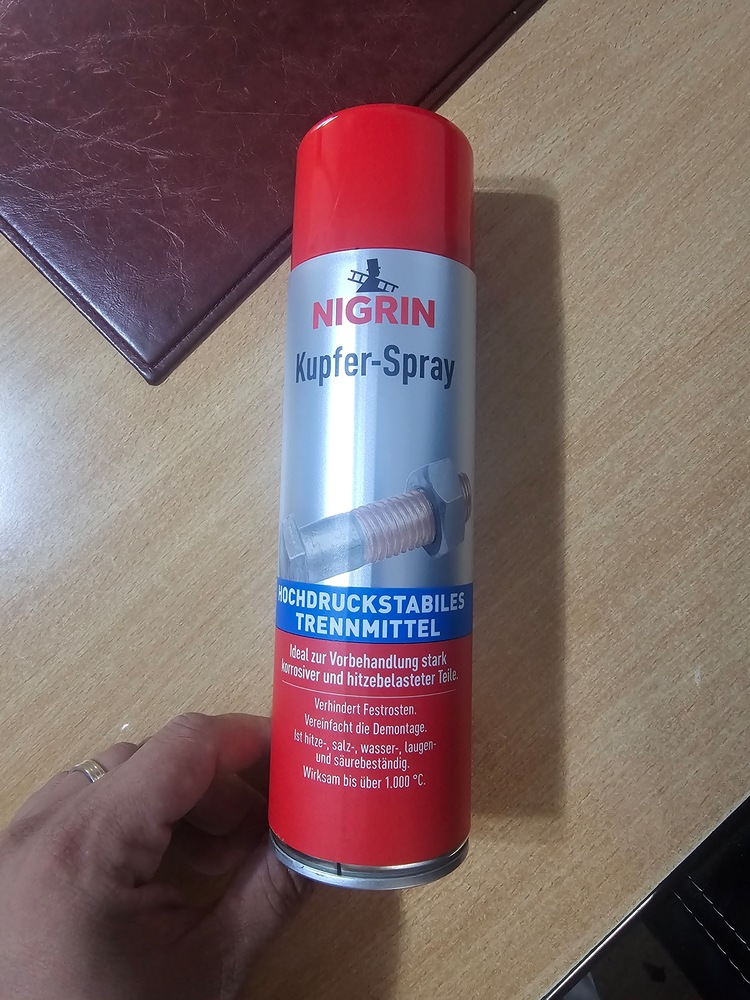 NIGRIN
Kupfer-Spray
HOCHDRUCKSTABILES
TRENNMITTEL
Ideal zur Vorbehandlung stark
korrosiver und hitzebelasteter Teile.
Verhindert Festrosten.
Vereinfacht die Demontage.
Ist hitze-, salz-, wasser-, laugen-
und säurebeständig.
Wirksam bis über 1.000 °C.